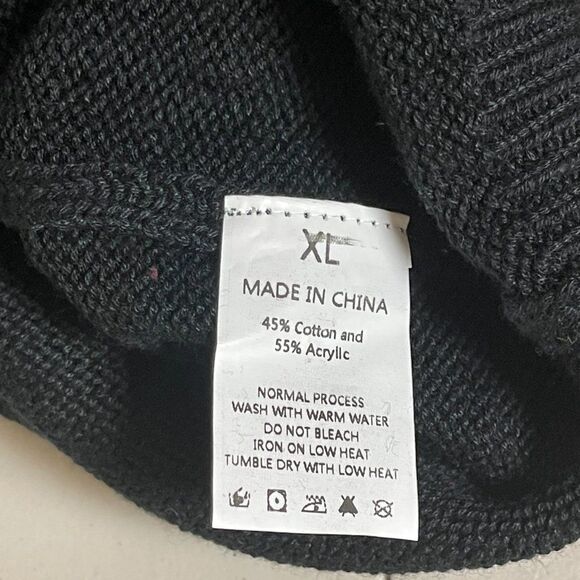 XL
MADE IN CHINA
45% Cotton and
55% Acrylic
NORMAL PROCESS
WASH WITH WARM WATER
DO NOT BLEACH
IRON ON LOW HEAT
TUMBLE DRY WITH LOW HEAT